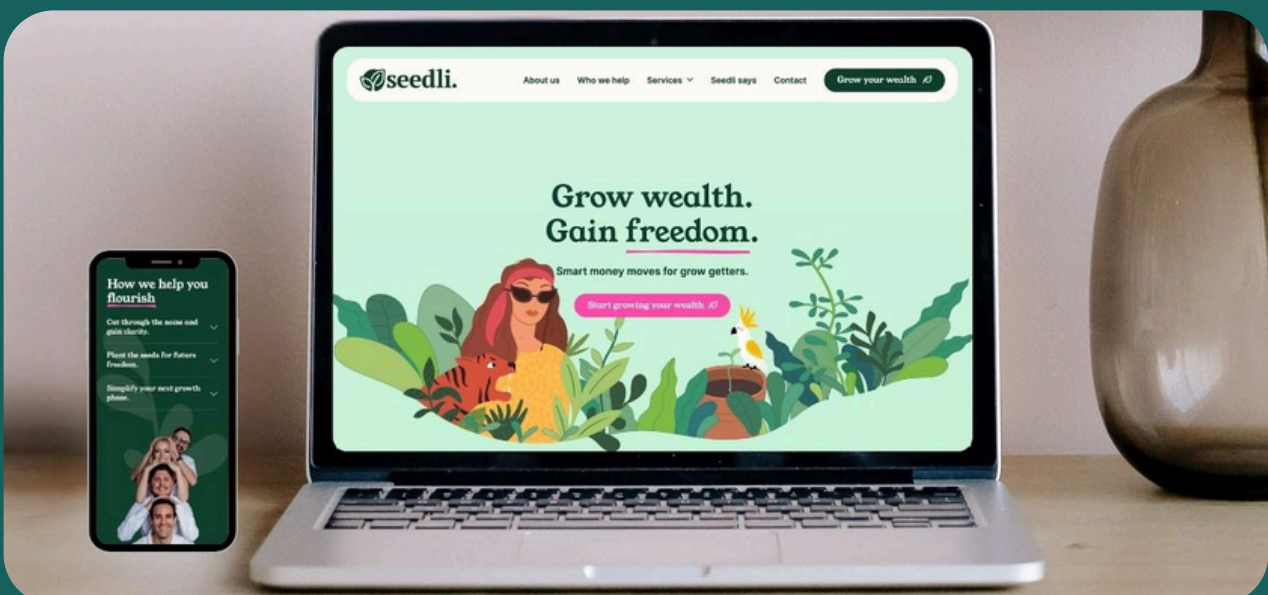 seedli.
About us Who we help Services Seedli says Contact Grow your wealth
Grow wealth.
Gain freedom.
Smart money moves for grow getters.
Start growing your wealth
How we help you
flourish
Cut through the noise and
gain clarity.
Plant the seeds for future
freedom.
Simplify your next growth
phase.